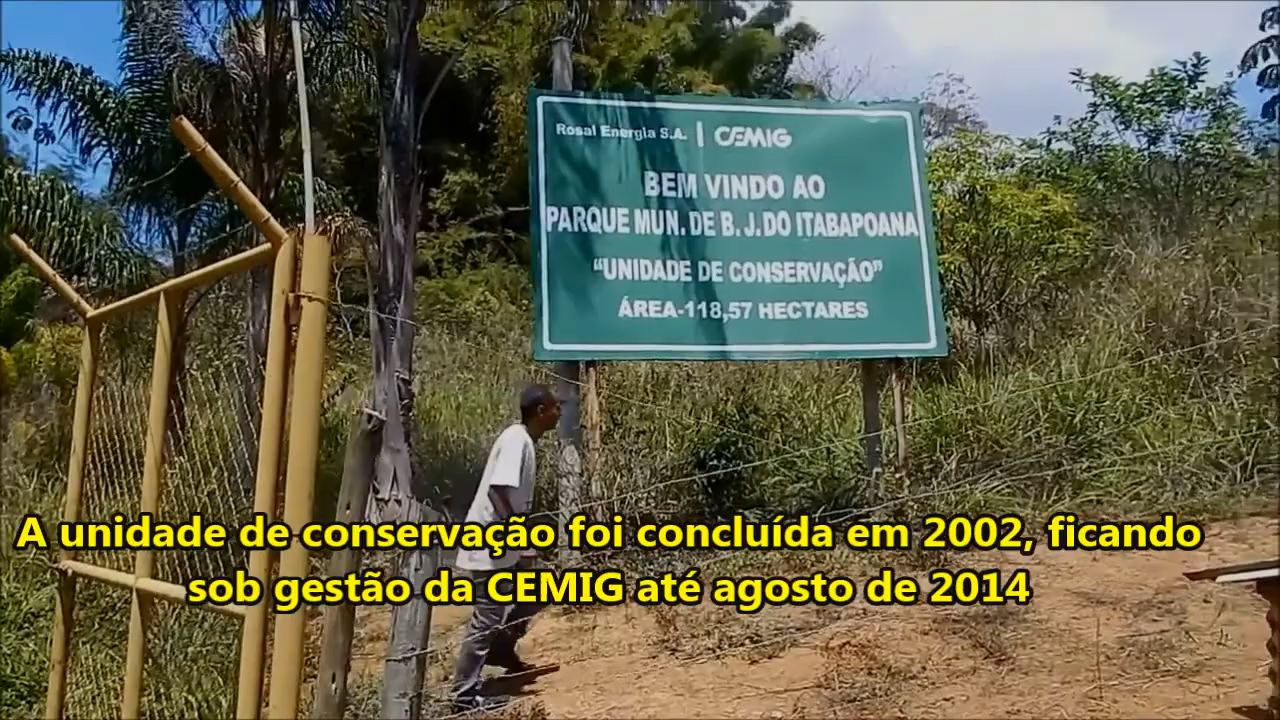 Rosal Energia S.A. | CEMIG
BEM VINDO AO
PARQUE MUN. DE B. J. DO ITABAPOANA
“UNIDADE DE CONSERVAÇÃO”
ÁREA-118,57 HECTARES
A unidade de conservação foi concluída em 2002, ficando
sob gestão da CEMIG até agosto de 2014